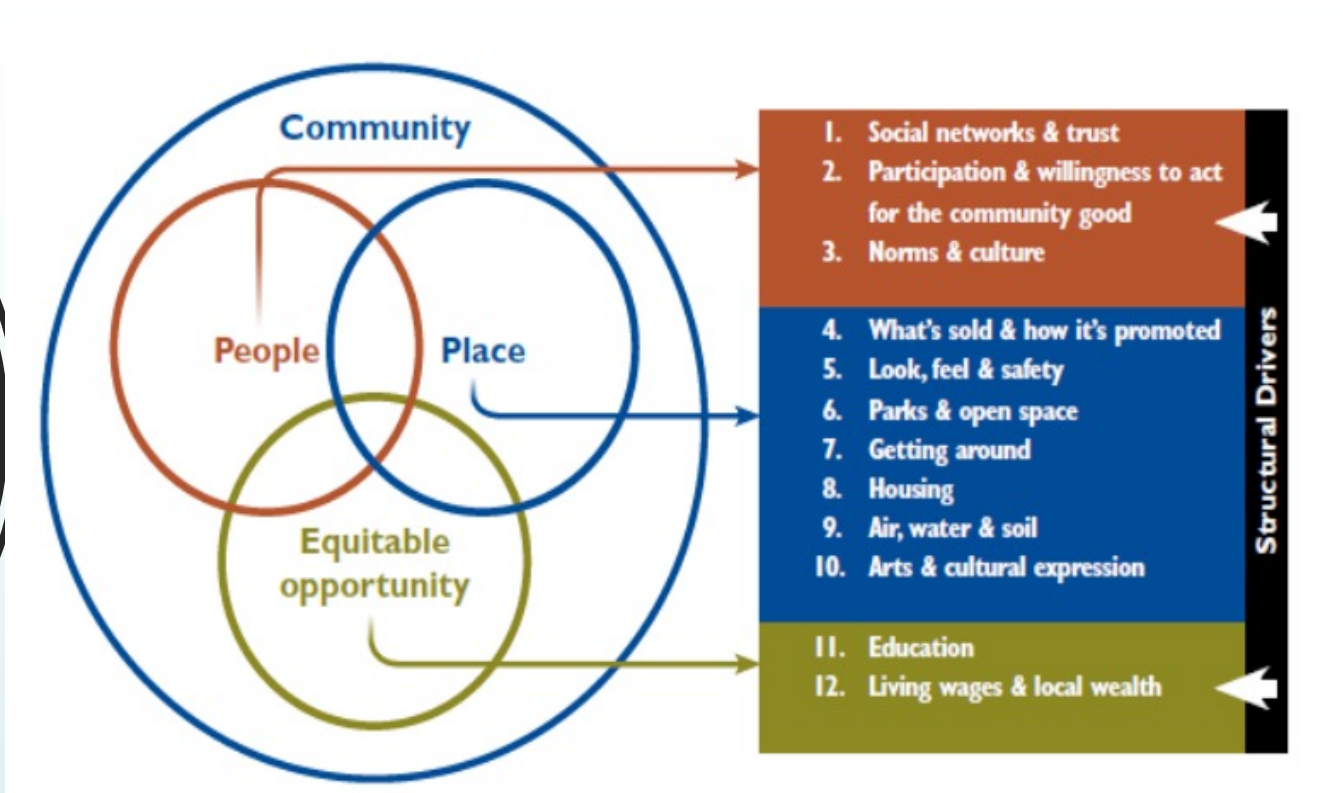 Community
People
Place
Equitable
opportunity
1. Social networks & trust
2. Participation & willingness to act
for the community good
3. Norms & culture
4. What's sold & how it's promoted
5. Look, feel & safety
6. Parks & open space
7. Getting around
8. Housing
9. Air, water & soil
10. Arts & cultural expression
11. Education
12. Living wages & local wealth
Structural Drivers